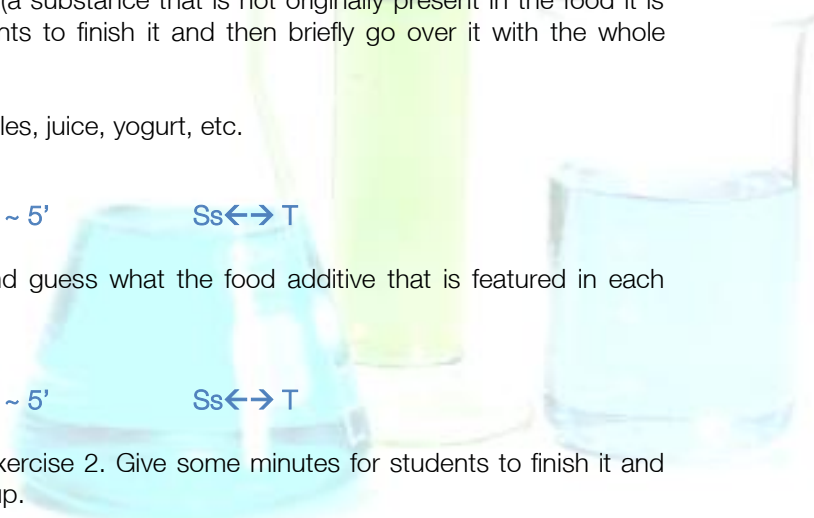 (a substance that is not originally present in the food it is
nts to finish it and then briefly go over it with the whole
les, juice, yogurt, etc.
~ 5’ Ss←→ T
nd guess what the food additive that is featured in each
~ 5’ Ss←→ T
xercise 2. Give some minutes for students to finish it and
up.